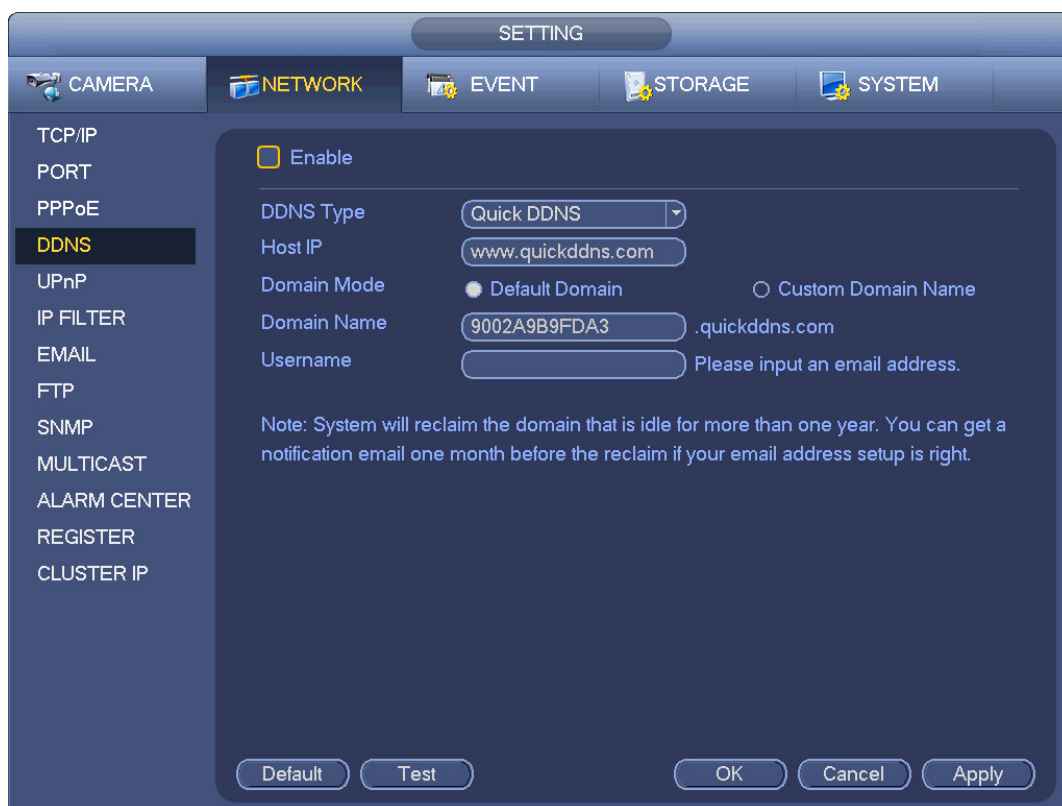 SETTING
CAMERA NETWORK EVENT STORAGE SYSTEM
TCP/IP
PORT
PPPoE
DDNS
UPnP
IP FILTER
EMAIL
FTP
SNMP
MULTICAST
ALARM CENTER
REGISTER
CLUSTER IP
Enable
DDNS Type Quick DDNS
Host IP www.quickddns.com
Domain Mode Default Domain Custom Domain Name
Domain Name 9002A9B9FDA3 .quickddns.com
Username Please input an email address.
Note: System will reclaim the domain that is idle for more than one year. You can get a
notification email one month before the reclaim if your email address setup is right.
Default Test OK Cancel Apply